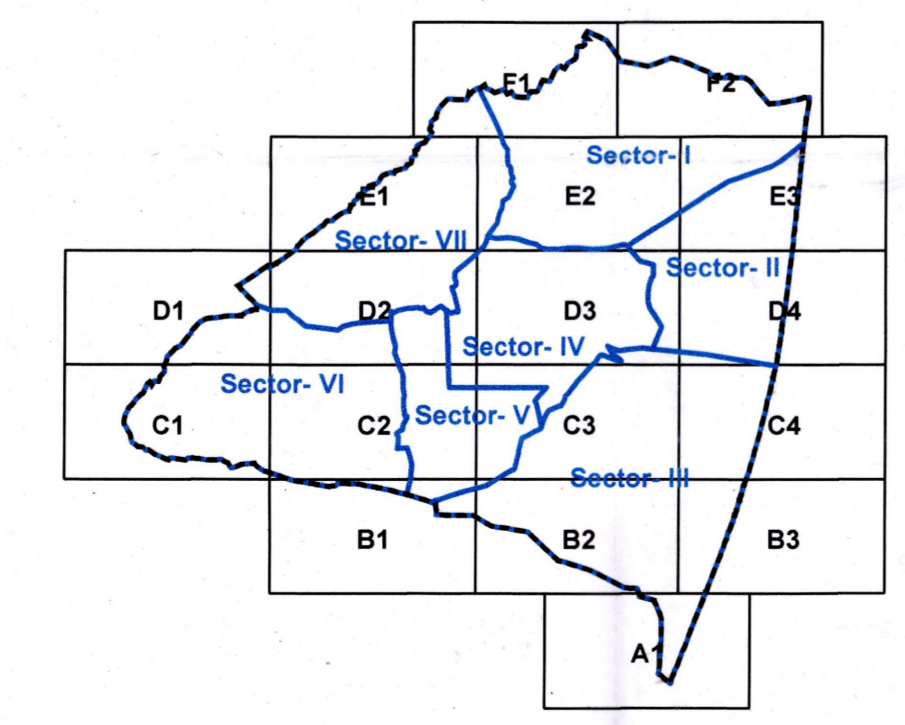 F1
F2
Sector- I
E1
E2
E3
Sector- VII
Sector- II
D1
D2
D3
D4
Sector- IV
Sector- VI
Sector- V
C1
C2
C3
C4
Sector- III
B1
B2
B3
A1